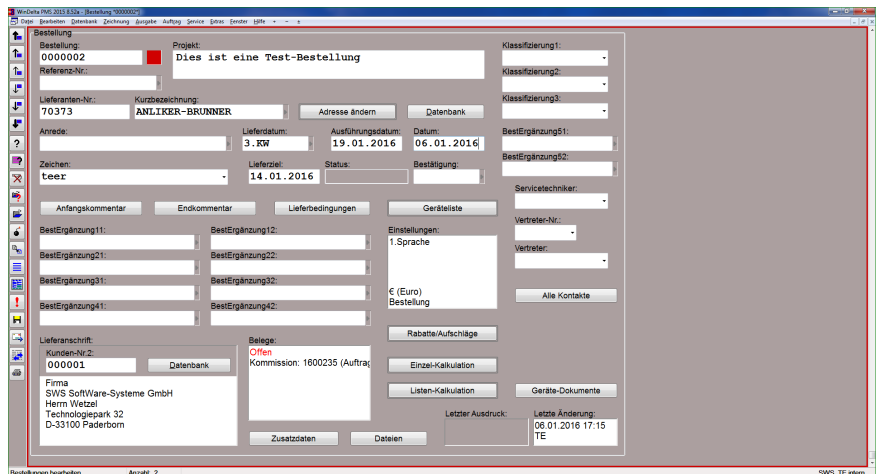 WinDelta PMS 2015 8.52a - [Bestellung *0000002*]
Datei Bearbeiten Datenbank Zeichnung Ausgabe Auftrag Service Extras Fenster Hilfe + - ±
Bestellung
Bestellung: Projekt: Klassifizierung1:
0000002 Dies ist eine Test-Bestellung
Referenz-Nr.: Klassifizierung2:
Lieferanten-Nr.: Kurzbezeichnung: Klassifizierung3:
70373 ANLIKER-BRUNNER Adresse ändern Datenbank
Anrede: Lieferdatum: Ausführungsdatum: Datum: BestErgänzung51:
3.KW 19.01.2016 06.01.2016
BestErgänzung52:
Zeichen: Lieferziel: Status: Bestätigung:
teer 14.01.2016
Servicetechniker:
Anfangskommentar Endkommentar Lieferbedingungen Geräteliste
Vertreter-Nr.:
BestErgänzung11: BestErgänzung12: Einstellungen:
1.Sprache
Vertreter:
BestErgänzung21: BestErgänzung22:
BestErgänzung31: BestErgänzung32:
€ (Euro)
Bestellung
Alle Kontakte
BestErgänzung41: BestErgänzung42:
Rabatte/Aufschläge
Lieferanschrift: Belege:
Kunden-Nr.2: Offen
000001 Datenbank Kommission: 1600235 (Auftrag
Einzel-Kalkulation
Firma
SWS SoftWare-Systeme GmbH
Herrn Wetzel
Technologiepark 32
D-33100 Paderborn
Listen-Kalkulation Geräte-Dokumente
Letzter Ausdruck: Letzte Änderung:
06.01.2016 17:15
TE
Zusatzdaten Dateien
Bestellungen bearbeiten Anzahl: 2 SWS, TE intern